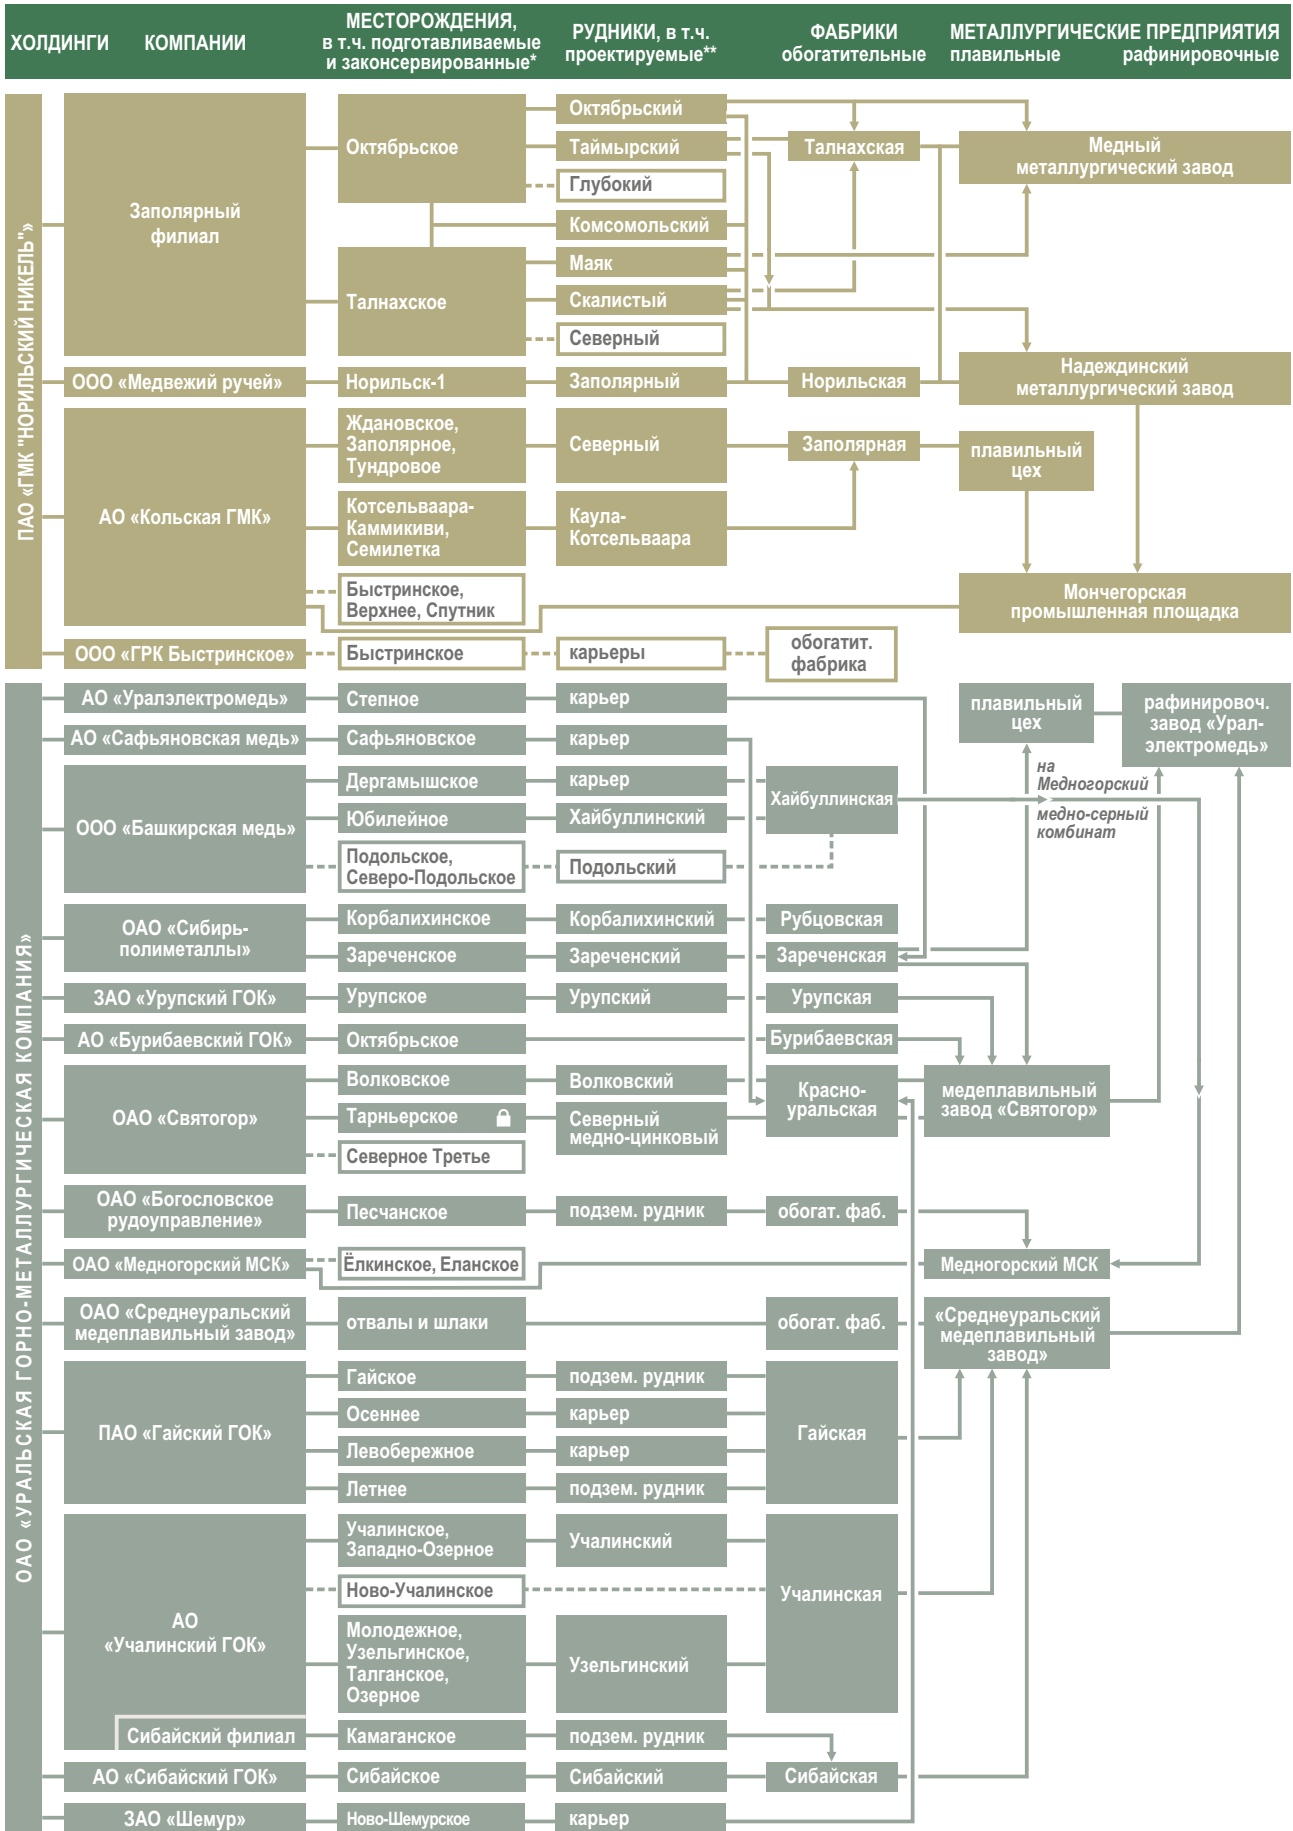 ХОЛДИНГИ
КОМПАНИИ
МЕСТОРОЖДЕНИЯ,
в т.ч. подготавливаемые
и законсервированные*
РУДНИКИ, в т.ч.
проектируемые**
ФАБРИКИ
обогатительные
МЕТАЛЛУРГИЧЕСКИЕ ПРЕДПРИЯТИЯ
плавильные
рафинировочные
ПАО «ГМК "НОРИЛЬСКИЙ НИКЕЛЬ"»
Заполярный
филиал
Октябрьское
Октябрьский
Таймырский
Глубокий
Комсомольский
Талнахская
Медный
металлургический завод
Талнахское
Маяк
Скалистый
Северный
Надеждинский
металлургический завод
ООО «Медвежий ручей»
Норильск-1
Заполярный
Норильская
АО «Кольская ГМК»
Ждановское,
Заполярное,
Тундровое
Северный
Заполярная
плавильный
цех
Котсельваара-
Каммикиви,
Семилетка
Каула-
Котсельваара
Быстринское,
Верхнее, Спутник
Мончегорская
промышленная площадка
ООО «ГРК Быстринское»
Быстринское
карьеры
обогатит.
фабрика
ОАО «УРАЛЬСКАЯ ГОРНО-МЕТАЛЛУРГИЧЕСКАЯ КОМПАНИЯ»
АО «Уралэлектромедь»
Степное
карьер
плавильный
цех
рафинировоч.
завод «Урал-
электромедь»
АО «Сафьяновская медь»
Сафьяновское
карьер
ООО «Башкирская медь»
Дергамышское
карьер
Хайбуллинская
на
Медногорский
медно-серный
комбинат
Юбилейное
Хайбуллинский
Подольское,
Северо-Подольское
Подольский
ОАО «Сибирь-
полиметаллы»
Корбалихинское
Корбалихинский
Рубцовская
Зареченское
Зареченский
Зареченская
ЗАО «Урупский ГОК»
Урупское
Урупский
Урупская
АО «Бурибаевский ГОК»
Октябрьское
Бурибаевская
ОАО «Святогор»
Волковское
Волковский
Красно-
уральская
медеплавильный
завод «Святогор»
Тарньерское
Северный
медно-цинковый
Северное Третье
ОАО «Богословское
рудоуправление»
Песчанское
подзем. рудник
обогат. фаб.
ОАО «Медногорский МСК»
Ёлкинское, Еланское
Медногорский МСК
ОАО «Среднеуральский
медеплавильный завод»
отвалы и шлаки
обогат. фаб.
«Среднеуральский
медеплавильный
завод»
ПАО «Гайский ГОК»
Гайское
подзем. рудник
Гайская
Осеннее
карьер
Левобережное
карьер
Летнее
подзем. рудник
АО
«Учалинский ГОК»
Учалинское,
Западно-Озерное
Учалинский
Учалинская
Ново-Учалинское
Молодежное,
Узельгинское,
Талганское,
Озерное
Узельгинский
Сибайский филиал
Камаганское
подзем. рудник
АО «Сибайский ГОК»
Сибайское
Сибайский
Сибайская
ЗАО «Шемур»
Ново-Шемурское
карьер